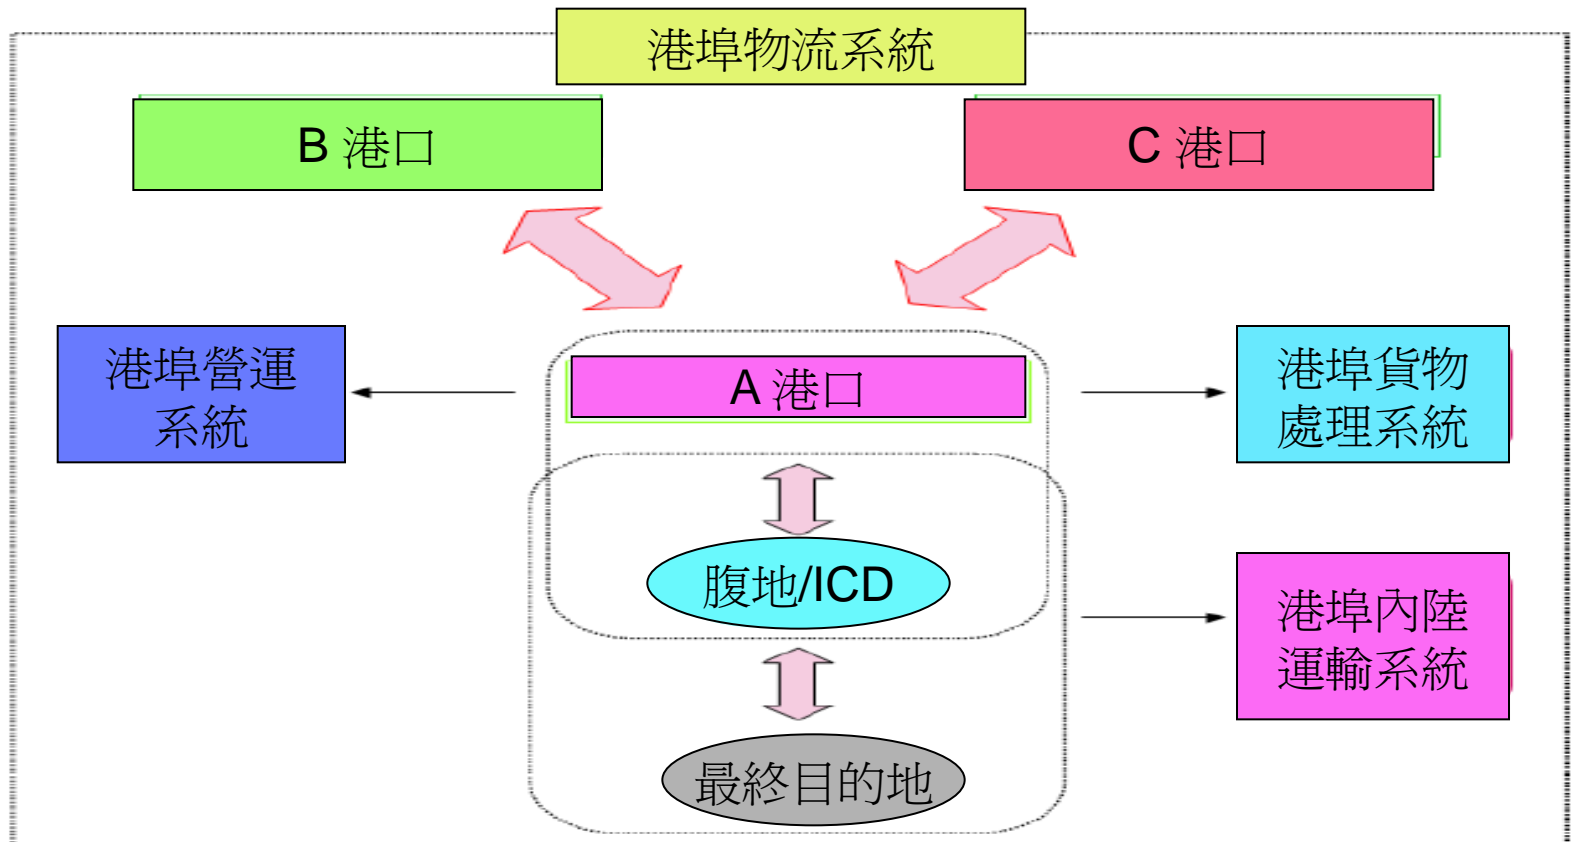 港埠物流系統
B 港口
C 港口
港埠營運
系統
A 港口
港埠貨物
處理系統
腹地/ICD
港埠內陸
運輸系統
最終目的地